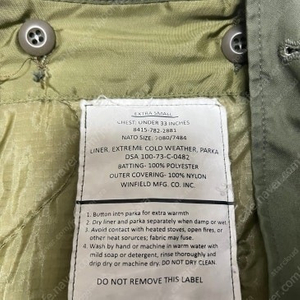 EXTRA SMALL
CHEST: UNDER 33 INCHES
8415-782-2883
NATO SIZE: 7080/7484
LINER, EXTREME COLD WEATHER, PARKA
DSA 100-73-C-0482
BATTING- 100% POLYESTER
OUTER COVERING- 100% NYLON
WINFIELD MFG. CO. INC.
1. Button into parka for extra warmth
2. Dry liner and parka separately when damp or wet.
3. Avoid contact with heated stoves, open fires, or
other heat sources; fabric may fuse.
4. Wash by hand or machine in warm water with
mild soap or detergent, rinse thoroughly and
drip dry or machine dry. DO NOT DRY CLEAN
DO NOT REMOVE THIS LABEL